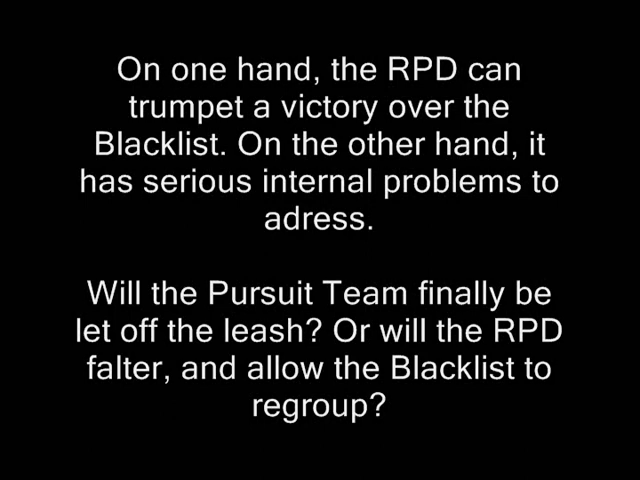 On one hand, the RPD can
trumpet a victory over the
Blacklist. On the other hand, it
has serious internal problems to
adress.
Will the Pursuit Team finally be
let off the leash? Or will the RPD
falter, and allow the Blacklist to
regroup?